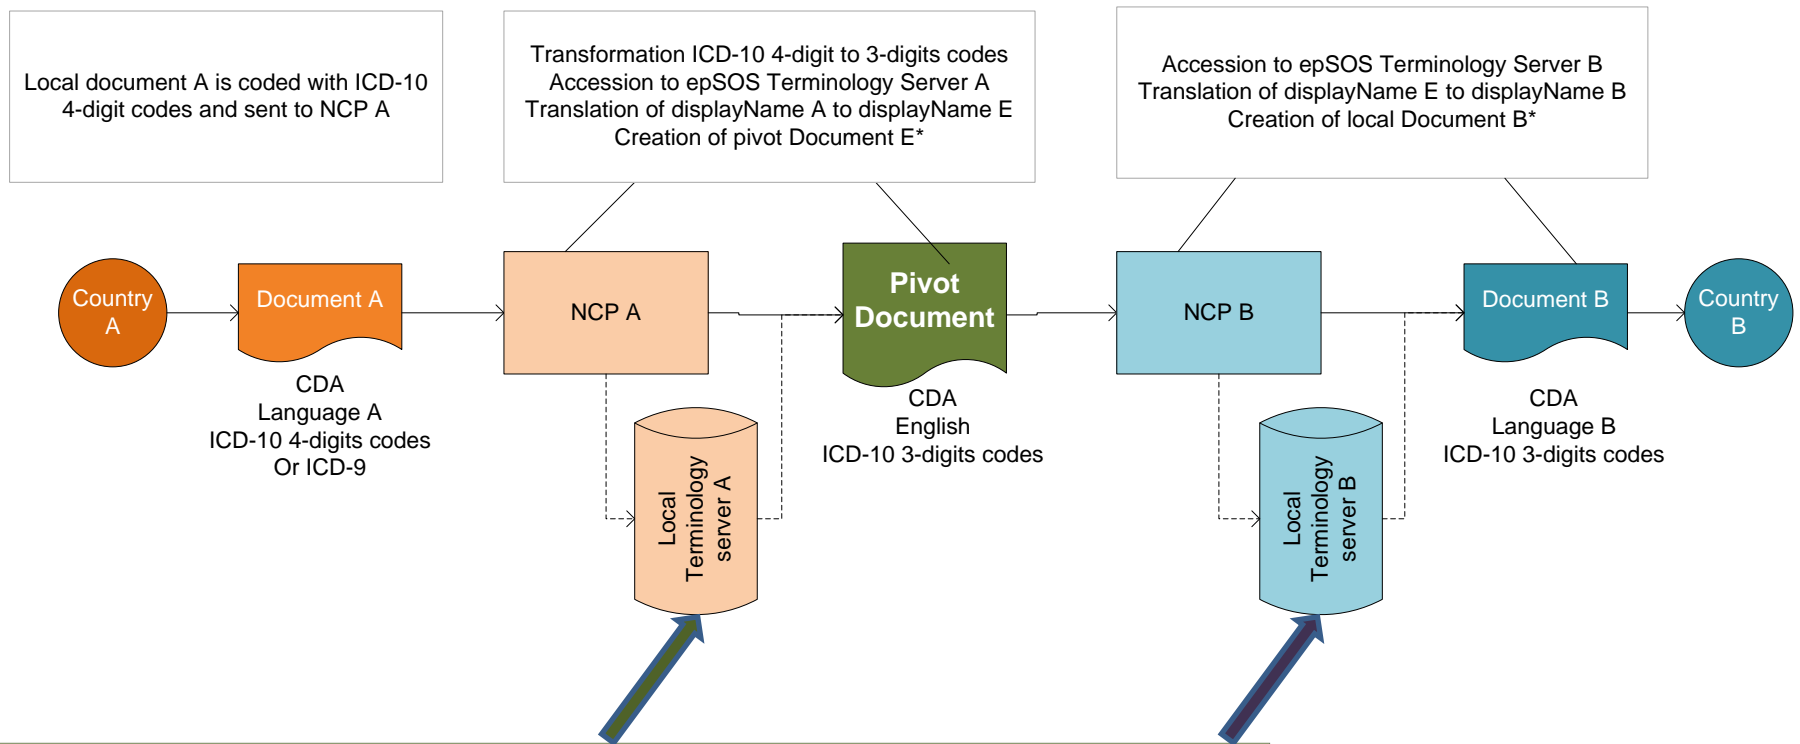 Local document A is coded with ICD-10
4-digit codes and sent to NCP A
Transformation ICD-10 4-digit to 3-digits codes
Accession to epSOS Terminology Server A
Translation of displayName A to displayName E
Creation of pivot Document E*
Accession to epSOS Terminology Server B
Translation of displayName E to displayName B
Creation of local Document B*
Country
A
Document A
NCP A
Pivot
Document
NCP B
Document B
Country
B
CDA
Language A
ICD-10 4-digits codes
Or ICD-9
CDA
English
ICD-10 3-digits codes
CDA
Language B
ICD-10 3-digits codes
Local
Terminology
server A
Local
Terminology
server B